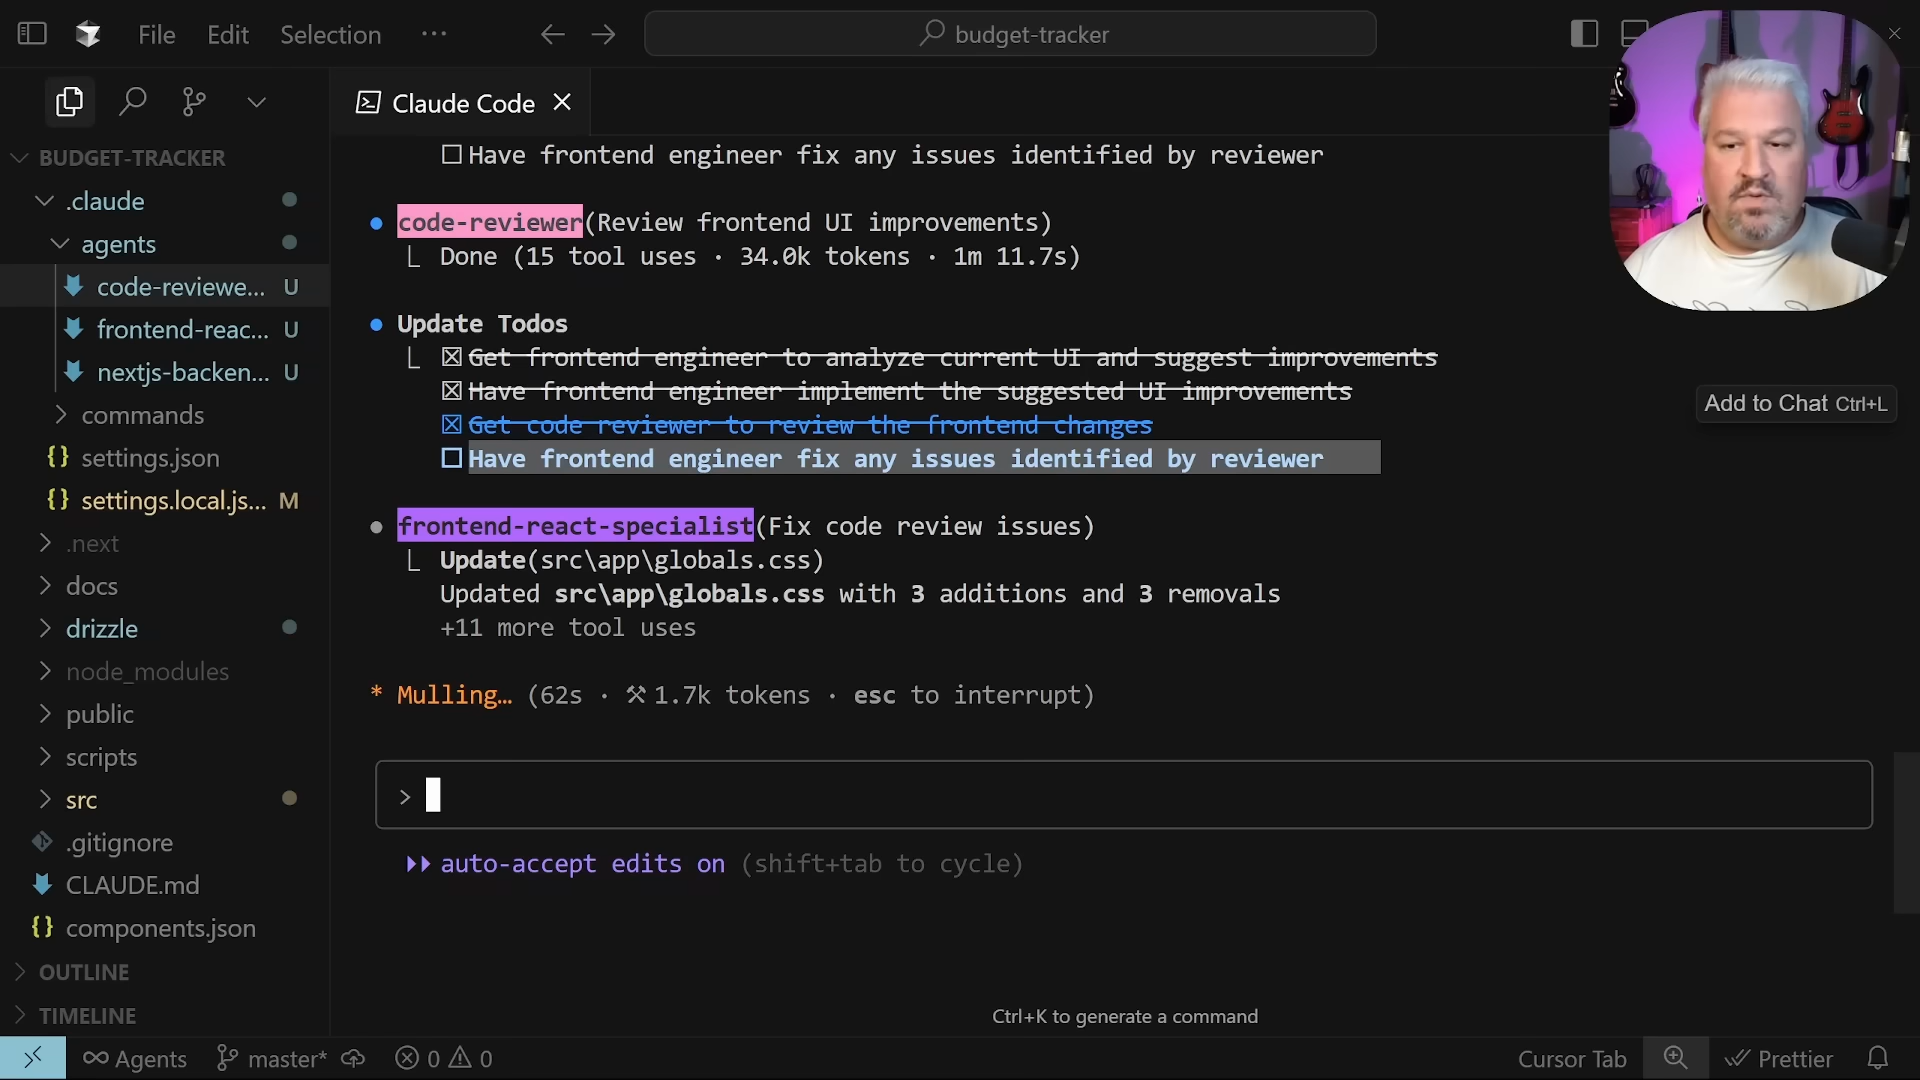 File Edit Selection ··· budget-tracker
BUDGET-TRACKER
.claude
agents
code-reviewe... U
frontend-reac... U
nextjs-backen... U
commands
settings.json
settings.local.js... M
.next
docs
drizzle
node_modules
public
scripts
src
.gitignore
CLAUDE.md
components.json
OUTLINE
TIMELINE
Claude Code
☐ Have frontend engineer fix any issues identified by reviewer
code-reviewer(Review frontend UI improvements)
Done (15 tool uses · 34.0k tokens · 1m 11.7s)
Update Todos
☒ Get frontend engineer to analyze current UI and suggest improvements
☒ Have frontend engineer implement the suggested UI improvements
☒ Get code reviewer to review the frontend changes
☐ Have frontend engineer fix any issues identified by reviewer
frontend-react-specialist(Fix code review issues)
Update(src\app\globals.css)
Updated src\app\globals.css with 3 additions and 3 removals
+11 more tool uses
* Mulling… (62s · ⚒ 1.7k tokens · esc to interrupt)
>
auto-accept edits on (shift+tab to cycle)
Ctrl+K to generate a command
Add to Chat Ctrl+L
Agents master* 0 0 Cursor Tab Prettier